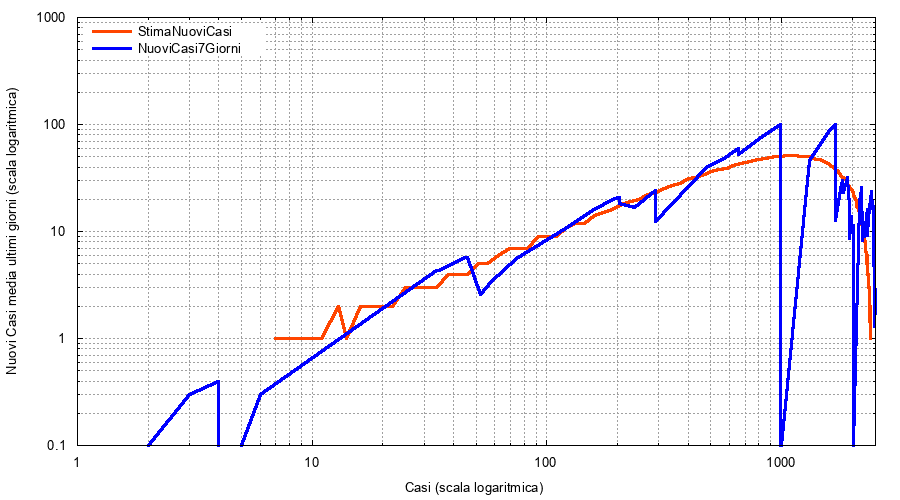 1000
StimaNuoviCasi
NuoviCasi7Giorni
100
10
1
0.1
Nuovi Casi media ultimi giorni (scala logaritmica)
1 10 100 1000
Casi (scala logaritmica)